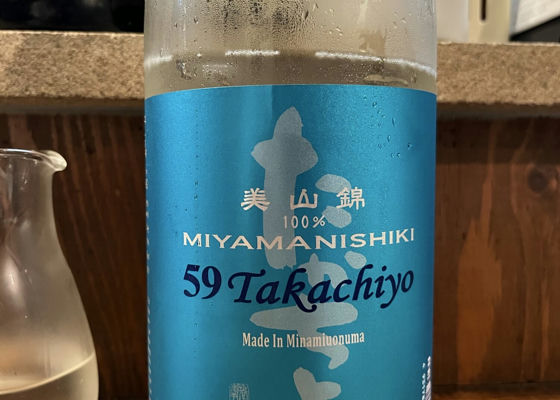 美山錦
100%
MIYAMANISHIKI
59 Takachiyo
Made In Minamiuonuma